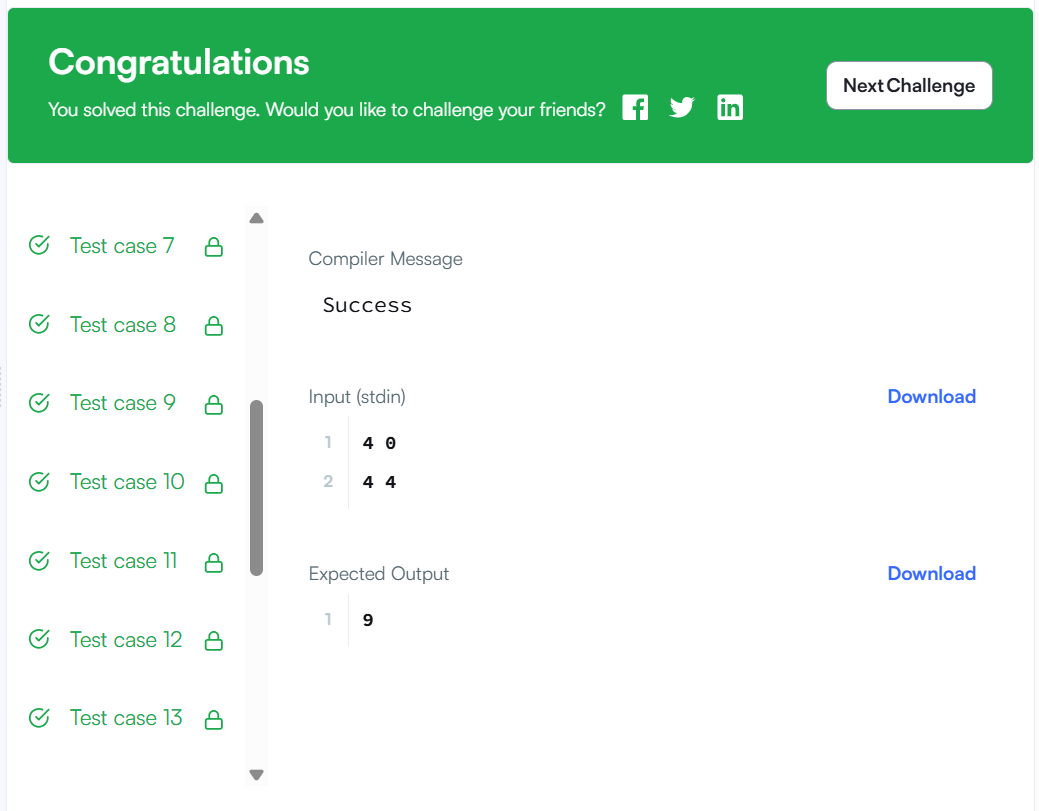 Congratulations
You solved this challenge. Would you like to challenge your friends?
Next Challenge
Test case 7
Test case 8
Test case 9
Test case 10
Test case 11
Test case 12
Test case 13
Compiler Message
Success
Input (stdin)
Download
1 4 0
2 4 4
Expected Output
Download
1 9